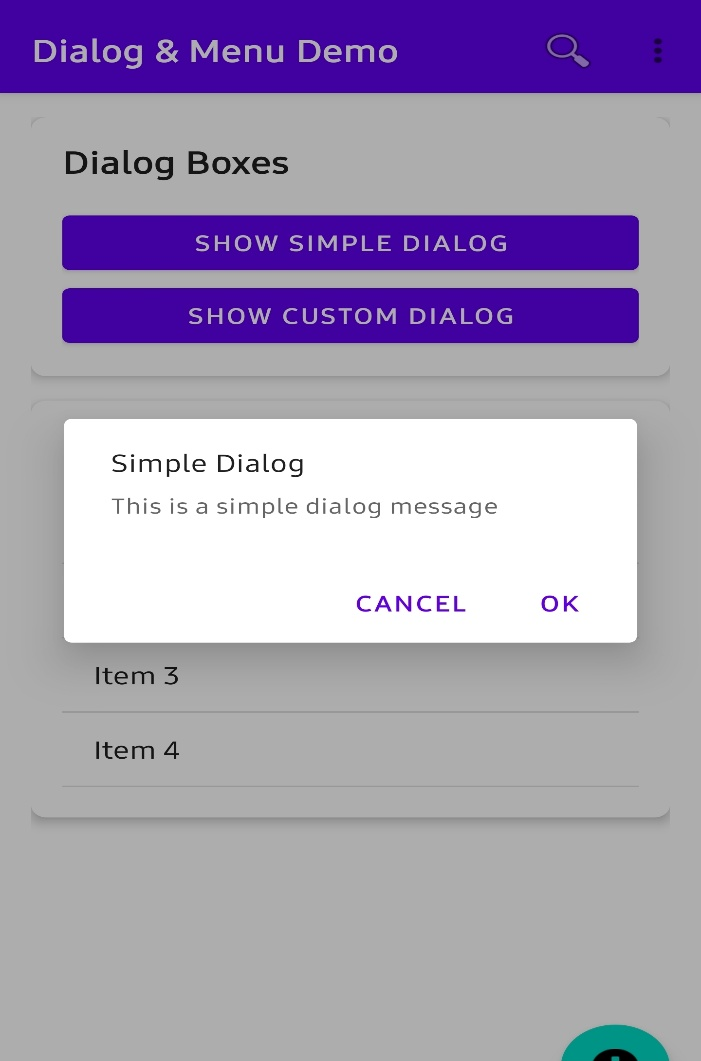 Dialog & Menu Demo
Dialog Boxes
SHOW SIMPLE DIALOG
SHOW CUSTOM DIALOG
Simple Dialog
This is a simple dialog message
CANCEL OK
Item 3
Item 4